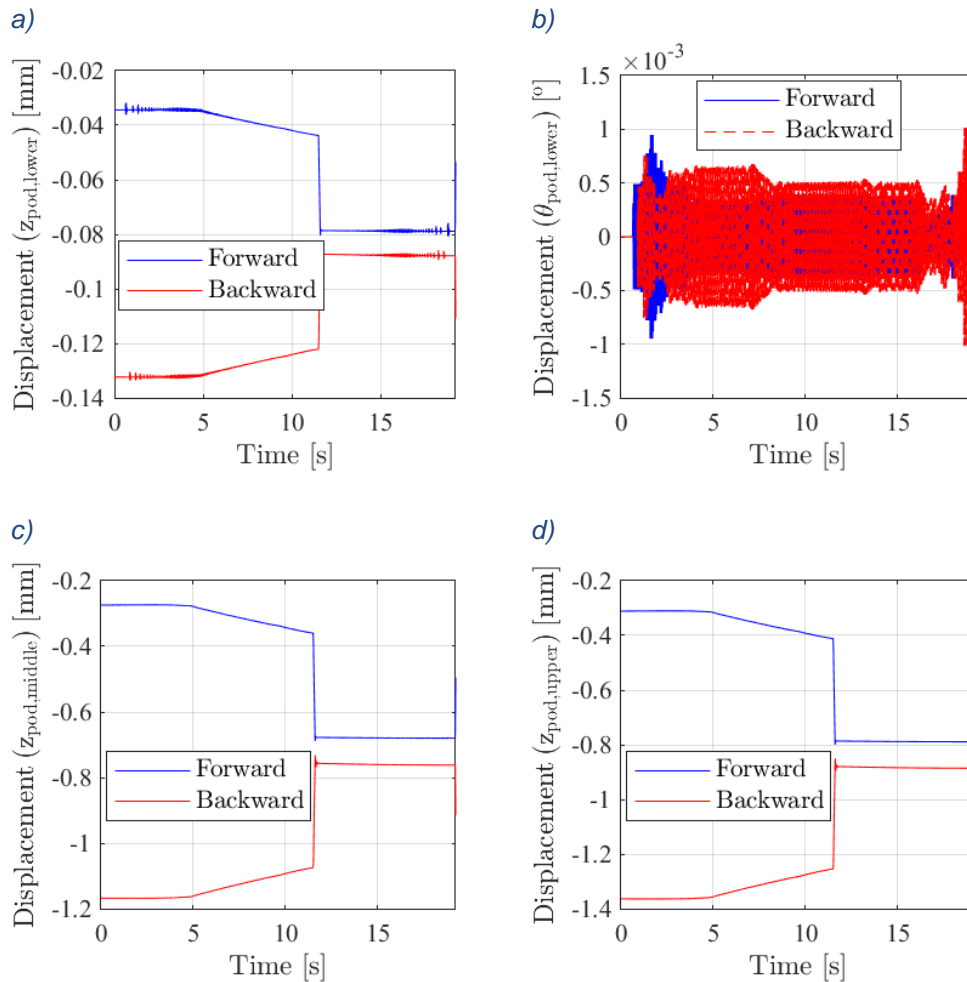 a)
Displacement (z_pod,lower) [mm]
-0.02
-0.04
-0.06
-0.08
-0.1
-0.12
-0.14
Forward
Backward
0 5 10 15
Time [s]
b)
×10^-3
Displacement (θ_pod,lower) [°]
1.5
1
0.5
0
-0.5
-1
-1.5
Forward
Backward
0 5 10 15
Time [s]
c)
Displacement (z_pod,middle) [mm]
-0.2
-0.4
-0.6
-0.8
-1
-1.2
Forward
Backward
0 5 10 15
Time [s]
d)
Displacement (z_pod,upper) [mm]
-0.2
-0.4
-0.6
-0.8
-1
-1.2
-1.4
Forward
Backward
0 5 10 15
Time [s]